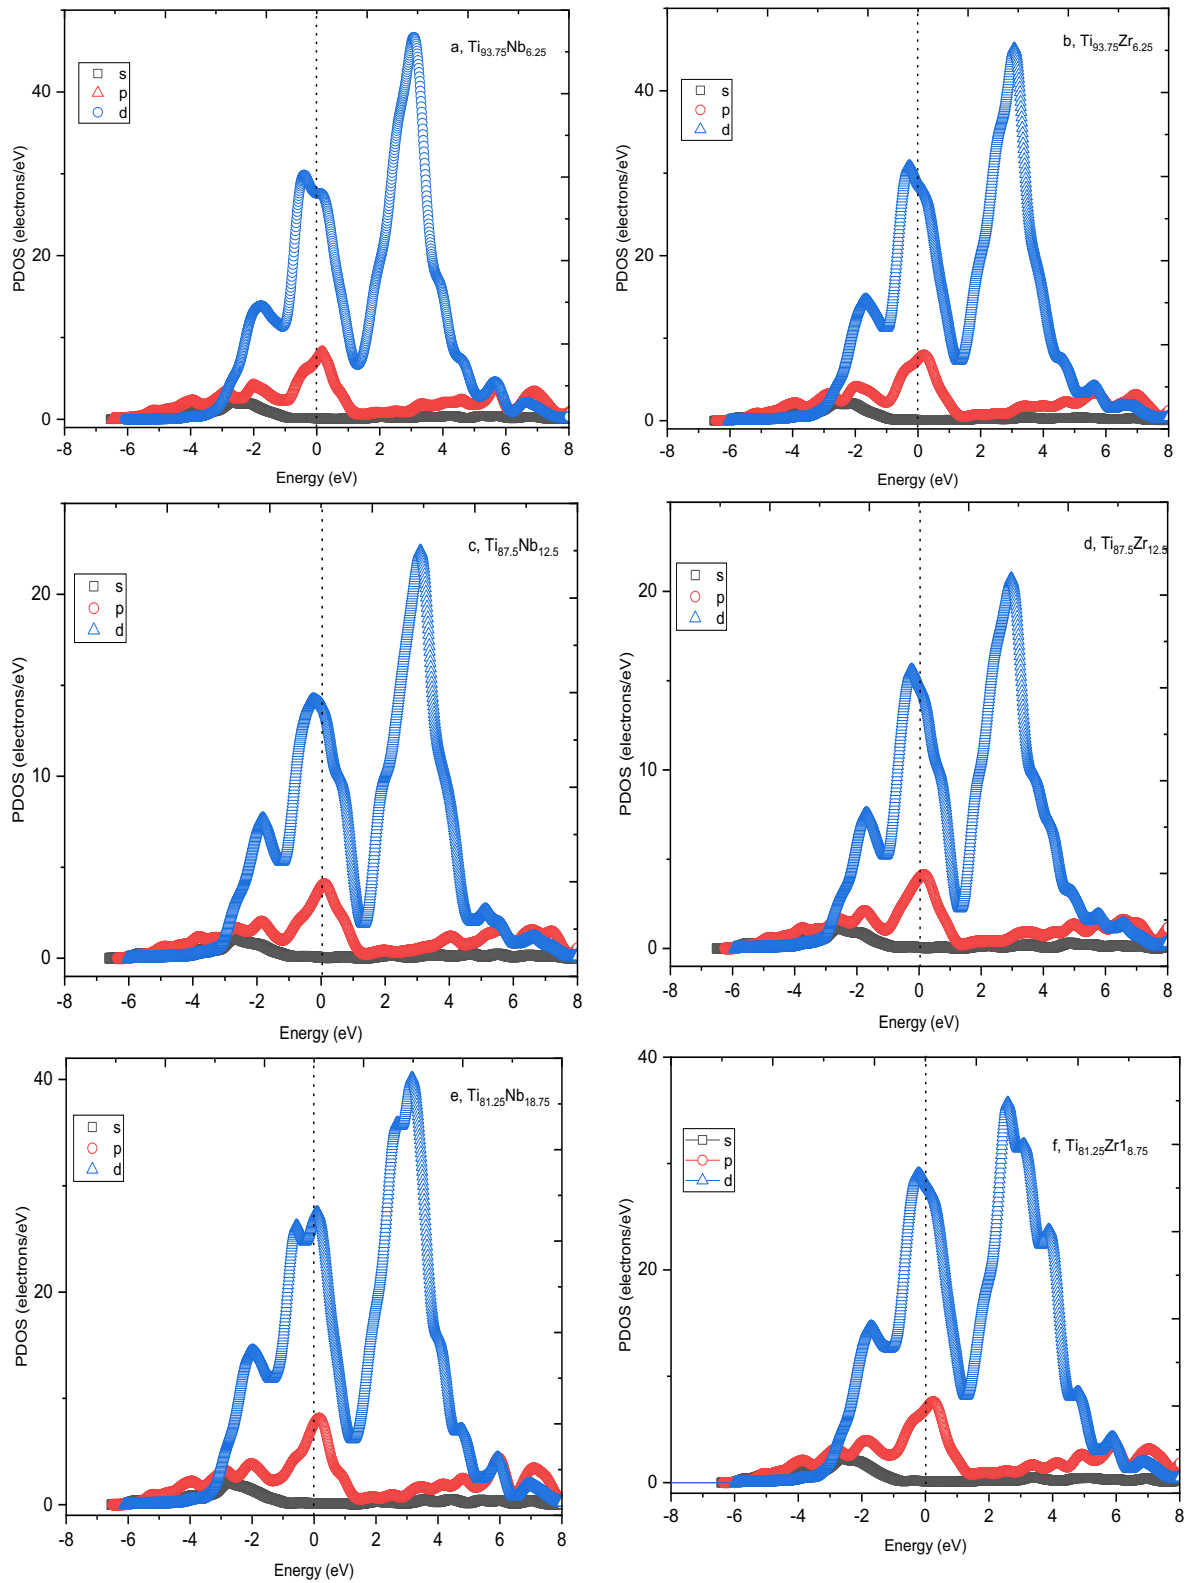 a, Ti93.75Nb6.25
s
p
d
40
20
0
PDOS (electrons/eV)
-8 -6 -4 -2 0 2 4 6 8
Energy (eV)
b, Ti93.75Zr6.25
s
p
d
40
30
20
10
0
PDOS (electrons/eV)
-8 -6 -4 -2 0 2 4 6 8
Energy (eV)
c, Ti87.5Nb12.5
s
p
d
20
10
0
PDOS (electrons/eV)
-8 -6 -4 -2 0 2 4 6 8
Energy (eV)
d, Ti87.5Zr12.5
s
p
d
20
10
0
PDOS (electrons/eV)
-8 -6 -4 -2 0 2 4 6 8
Energy (eV)
e, Ti81.25Nb18.75
s
p
d
40
20
0
PDOS (electrons/eV)
-8 -6 -4 -2 0 2 4 6 8
Energy (eV)
f, Ti81.25Zr18.75
s
p
d
40
30
20
10
0
PDOS (electrons/eV)
-8 -6 -4 -2 0 2 4 6 8
Energy (eV)